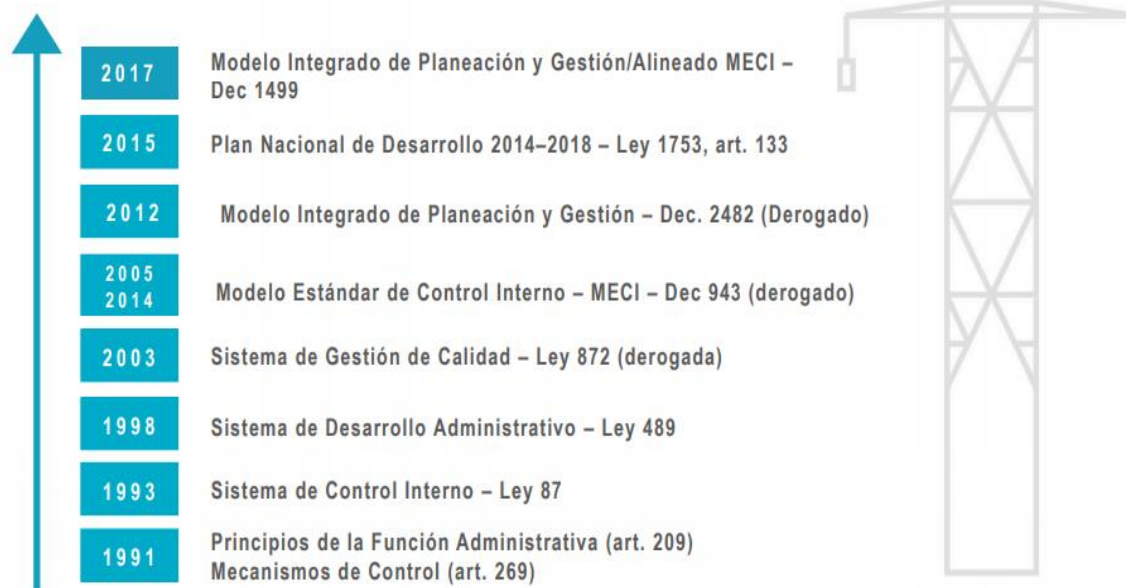 2017
Modelo Integrado de Planeación y Gestión/Alineado MECI –
Dec 1499
2015
Plan Nacional de Desarrollo 2014–2018 – Ley 1753, art. 133
2012
Modelo Integrado de Planeación y Gestión – Dec. 2482 (Derogado)
2005
2014
Modelo Estándar de Control Interno – MECI – Dec 943 (derogado)
2003
Sistema de Gestión de Calidad – Ley 872 (derogada)
1998
Sistema de Desarrollo Administrativo – Ley 489
1993
Sistema de Control Interno – Ley 87
1991
Principios de la Función Administrativa (art. 209)
Mecanismos de Control (art. 269)